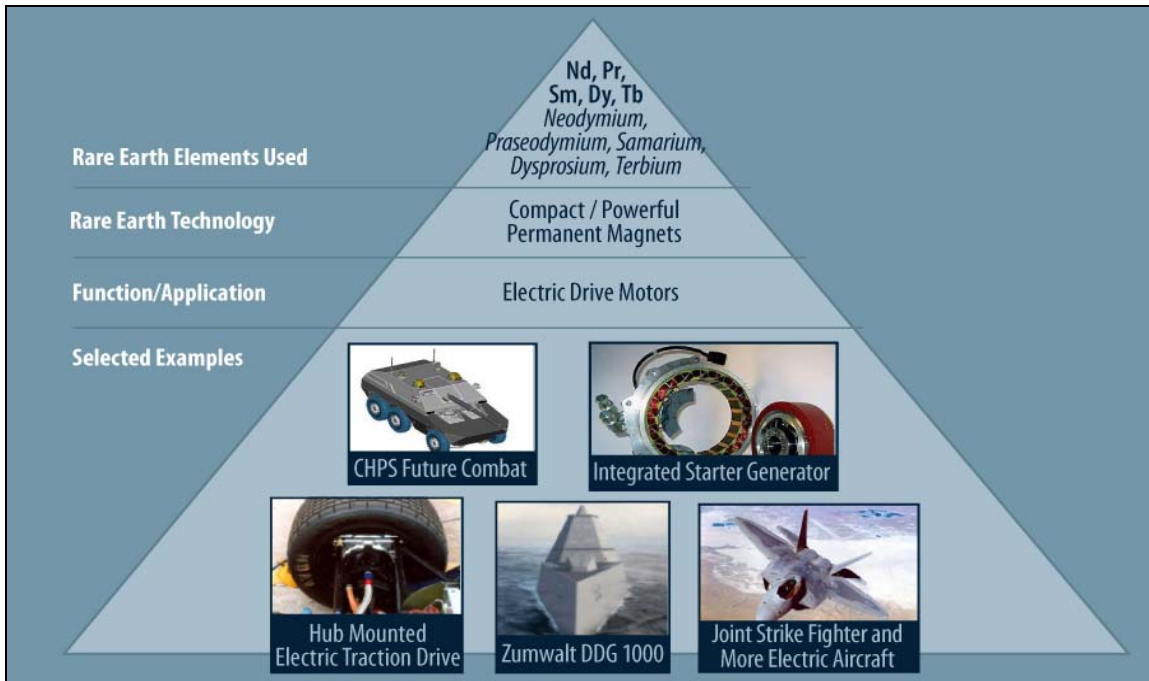 Nd, Pr,
Sm, Dy, Tb
Neodymium,
Praseodymium, Samarium,
Dysprosium, Terbium
Rare Earth Elements Used
Rare Earth Technology
Compact / Powerful
Permanent Magnets
Function/Application
Electric Drive Motors
Selected Examples
CHPS Future Combat
Integrated Starter Generator
Hub Mounted
Electric Traction Drive
Zumwalt DDG 1000
Joint Strike Fighter and
More Electric Aircraft